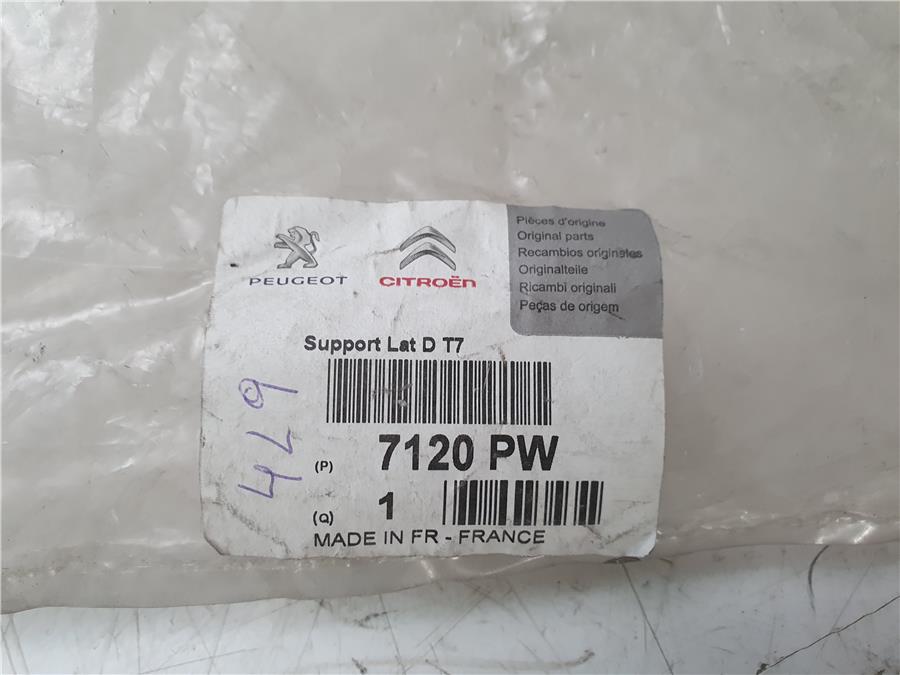 PEUGEOT
CITROËN
Pièces d'origine
Original parts
Recambios originales
Originalteile
Ricambi originali
Peças de origem
Support Lat D T7
(P) 7120 PW
(Q) 1
MADE IN FR - FRANCE
4L9